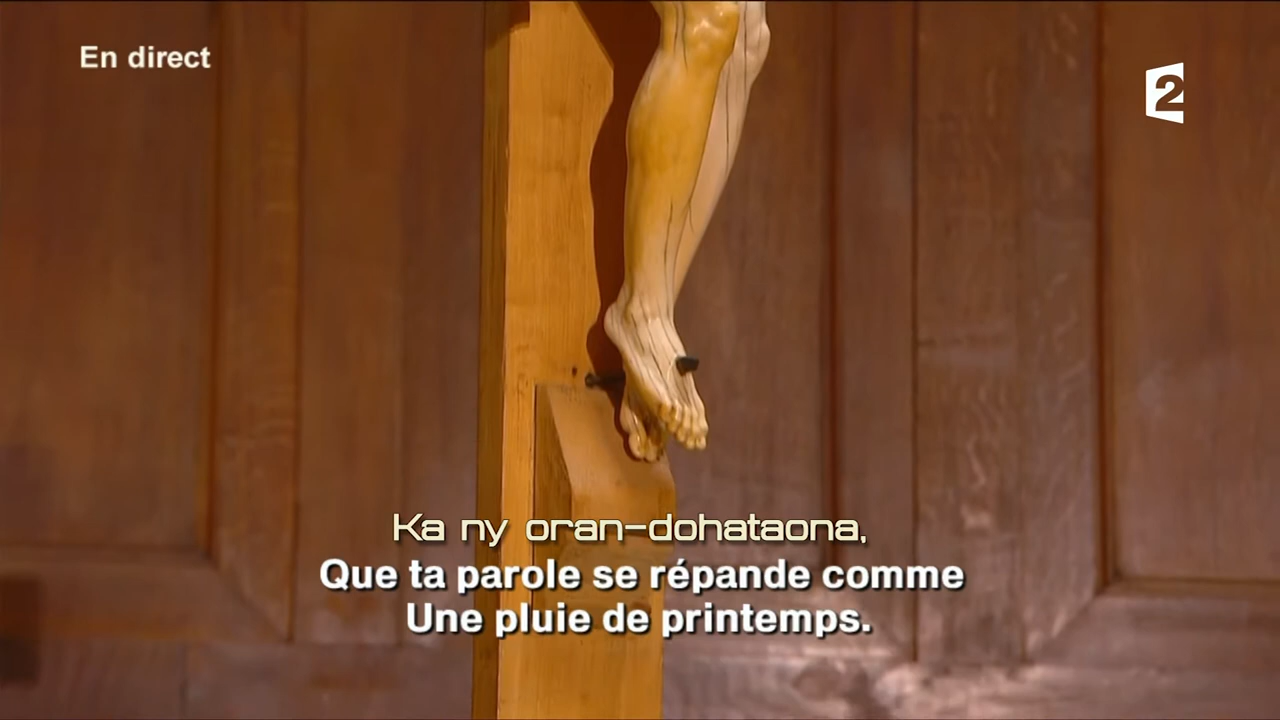 En direct
2
Ka ny oran-dohataona,
Que ta parole se répande comme
Une pluie de printemps.